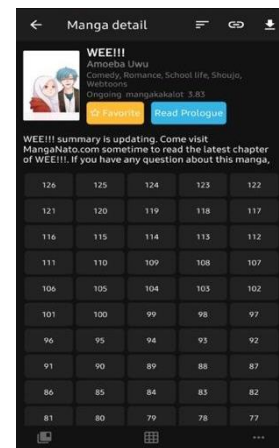 Manga detail
WEE!!!
Amoeba Uwu
Comedy, Romance, School life, Shoujo,
Webtoons
Ongoing mangakakalot 3.83
☆ Favorite Read Prologue
WEE!!! summary is updating. Come visit
MangaNato.com sometime to read the latest chapter
of WEE!!!. If you have any question about this manga,
126 125 124 123 122
121 120 119 118 117
116 115 114 113 112
111 110 109 108 107
106 105 104 103 102
101 100 99 98 97
96 95 94 93 92
91 90 89 88 87
86 85 84 83 82
81 80 79 78 77